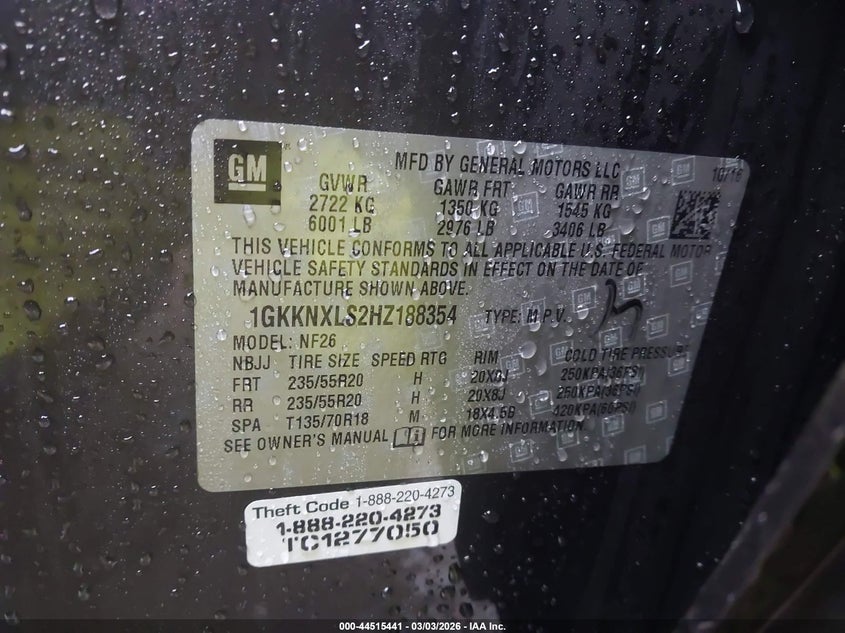 GM
MFD BY GENERAL MOTORS LLC
10/16
GVWR GAWR FRT GAWR RR
2722 KG 1350 KG 1545 KG
6001 LB 2976 LB 3406 LB
THIS VEHICLE CONFORMS TO ALL APPLICABLE U.S. FEDERAL MOTOR
VEHICLE SAFETY STANDARDS IN EFFECT ON THE DATE OF
MANUFACTURE SHOWN ABOVE.
1GKKNXLS2HZ188354 TYPE: M.P.V.
MODEL: NF26
NBJJ TIRE SIZE SPEED RTG RIM COLD TIRE PRESSURE
FRT 235/55R20 H 20X8J 250KPA(36PSI)
RR 235/55R20 H 20X8J 250KPA(36PSI)
SPA T135/70R18 M 18X4.5B 420KPA(60PSI)
SEE OWNER'S MANUAL FOR MORE INFORMATION.
Theft Code 1-888-220-4273
1-888-220-4273
TC1277050
000-44515441 - 03/03/2026 - IAA Inc.